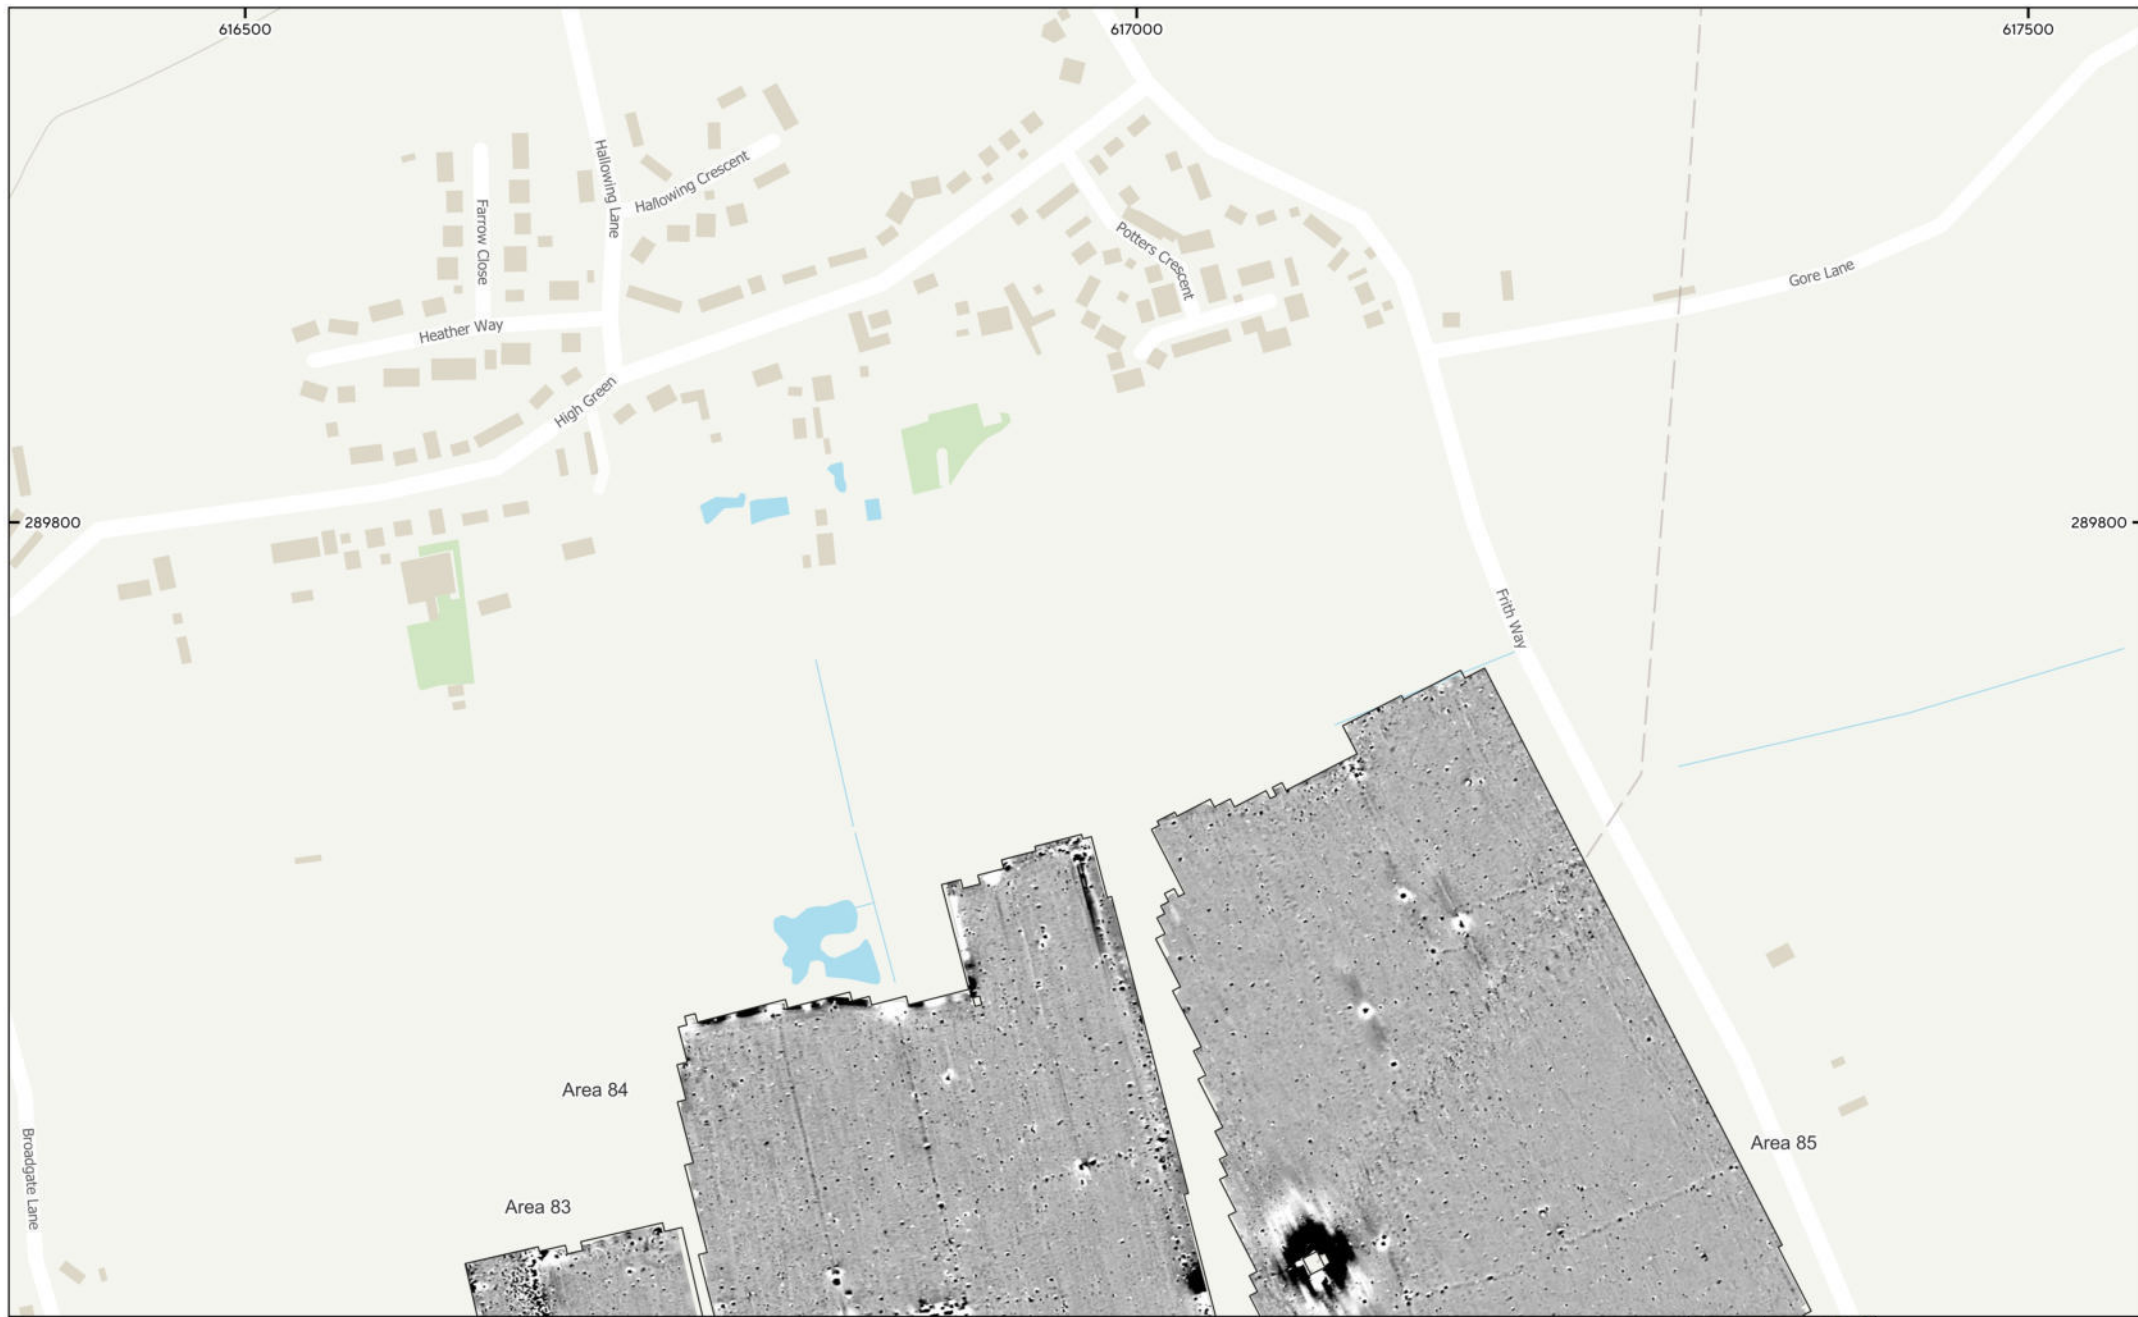 616500
617000
617500
Hallowing Lane
Hallowing Crescent
Farrow Close
Potters Crescent
Gore Lane
Heather Way
High Green
289800
289800
Frith Way
Area 84
Area 85
Broadgate Lane
Area 83